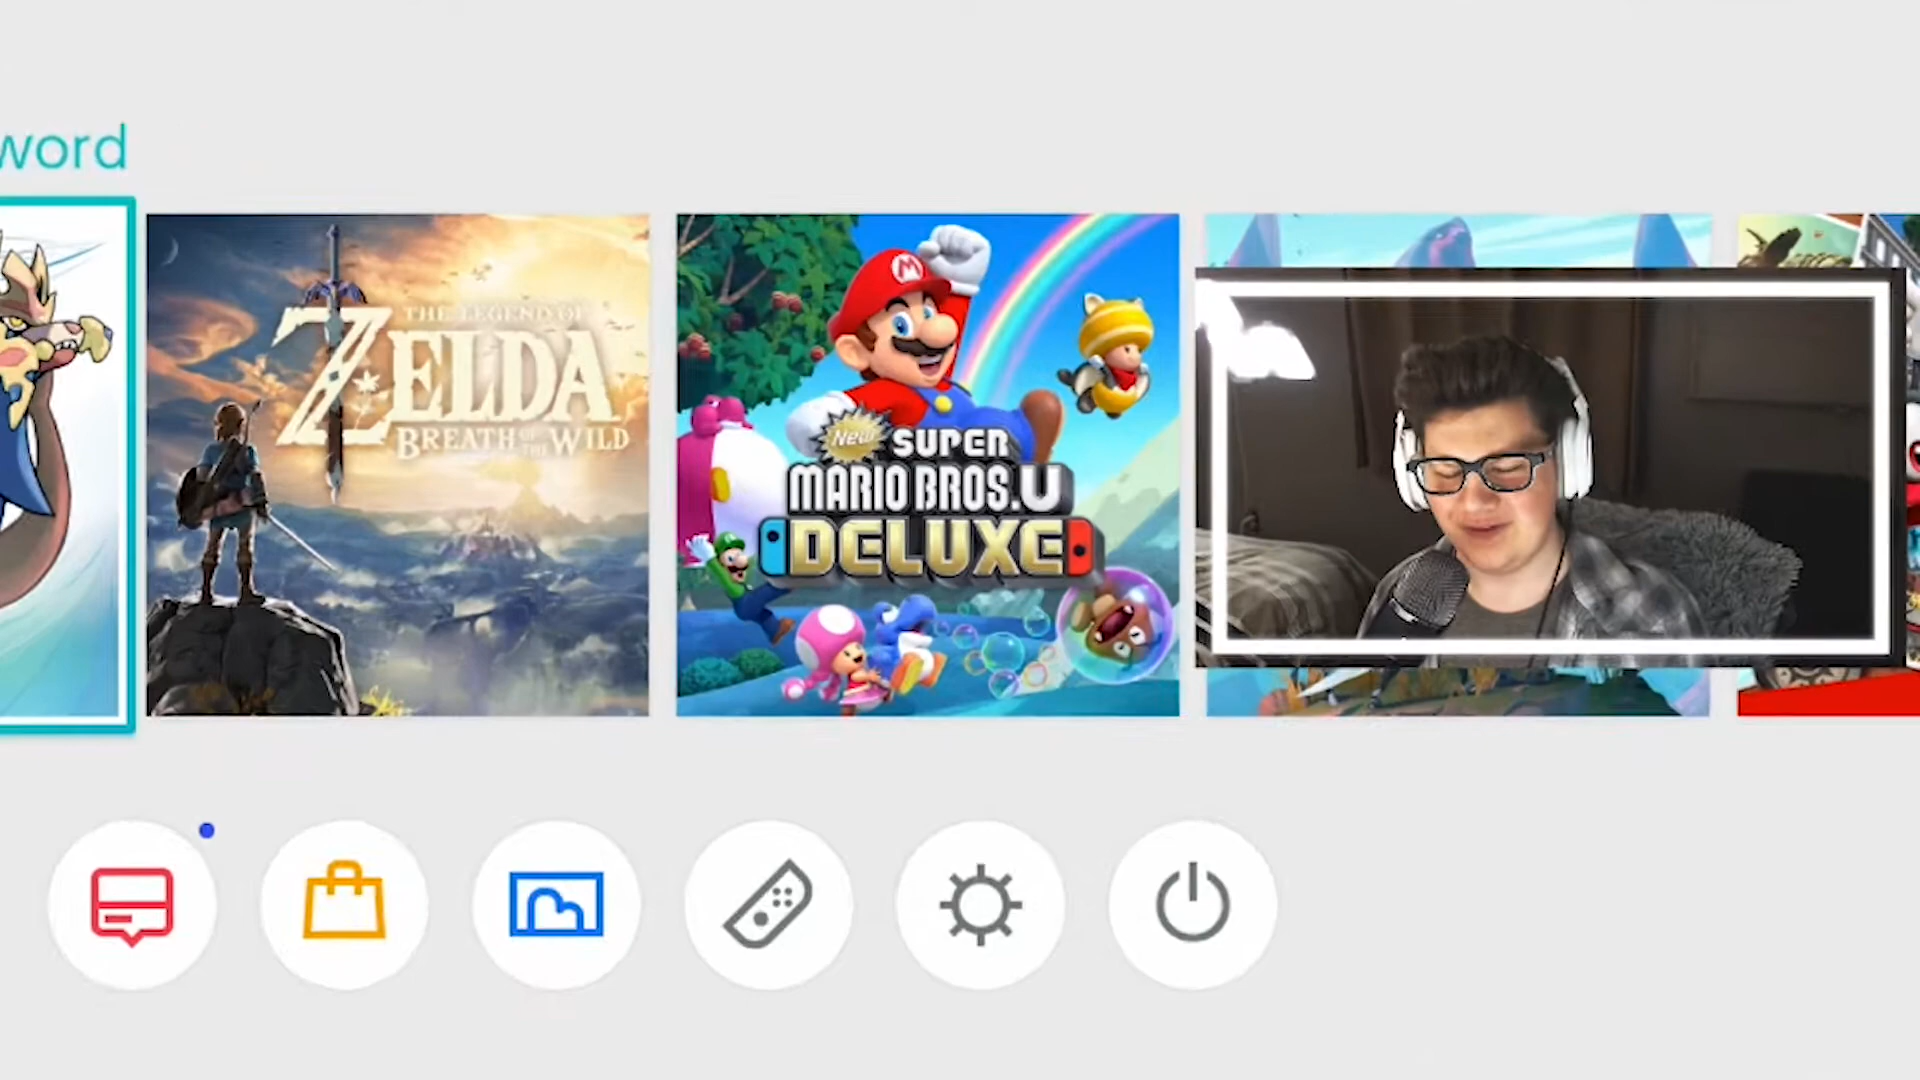 word
THE LEGEND OF
ZELDA
BREATH OF THE WILD
M
New SUPER
MARIO BROS.U
DELUXE